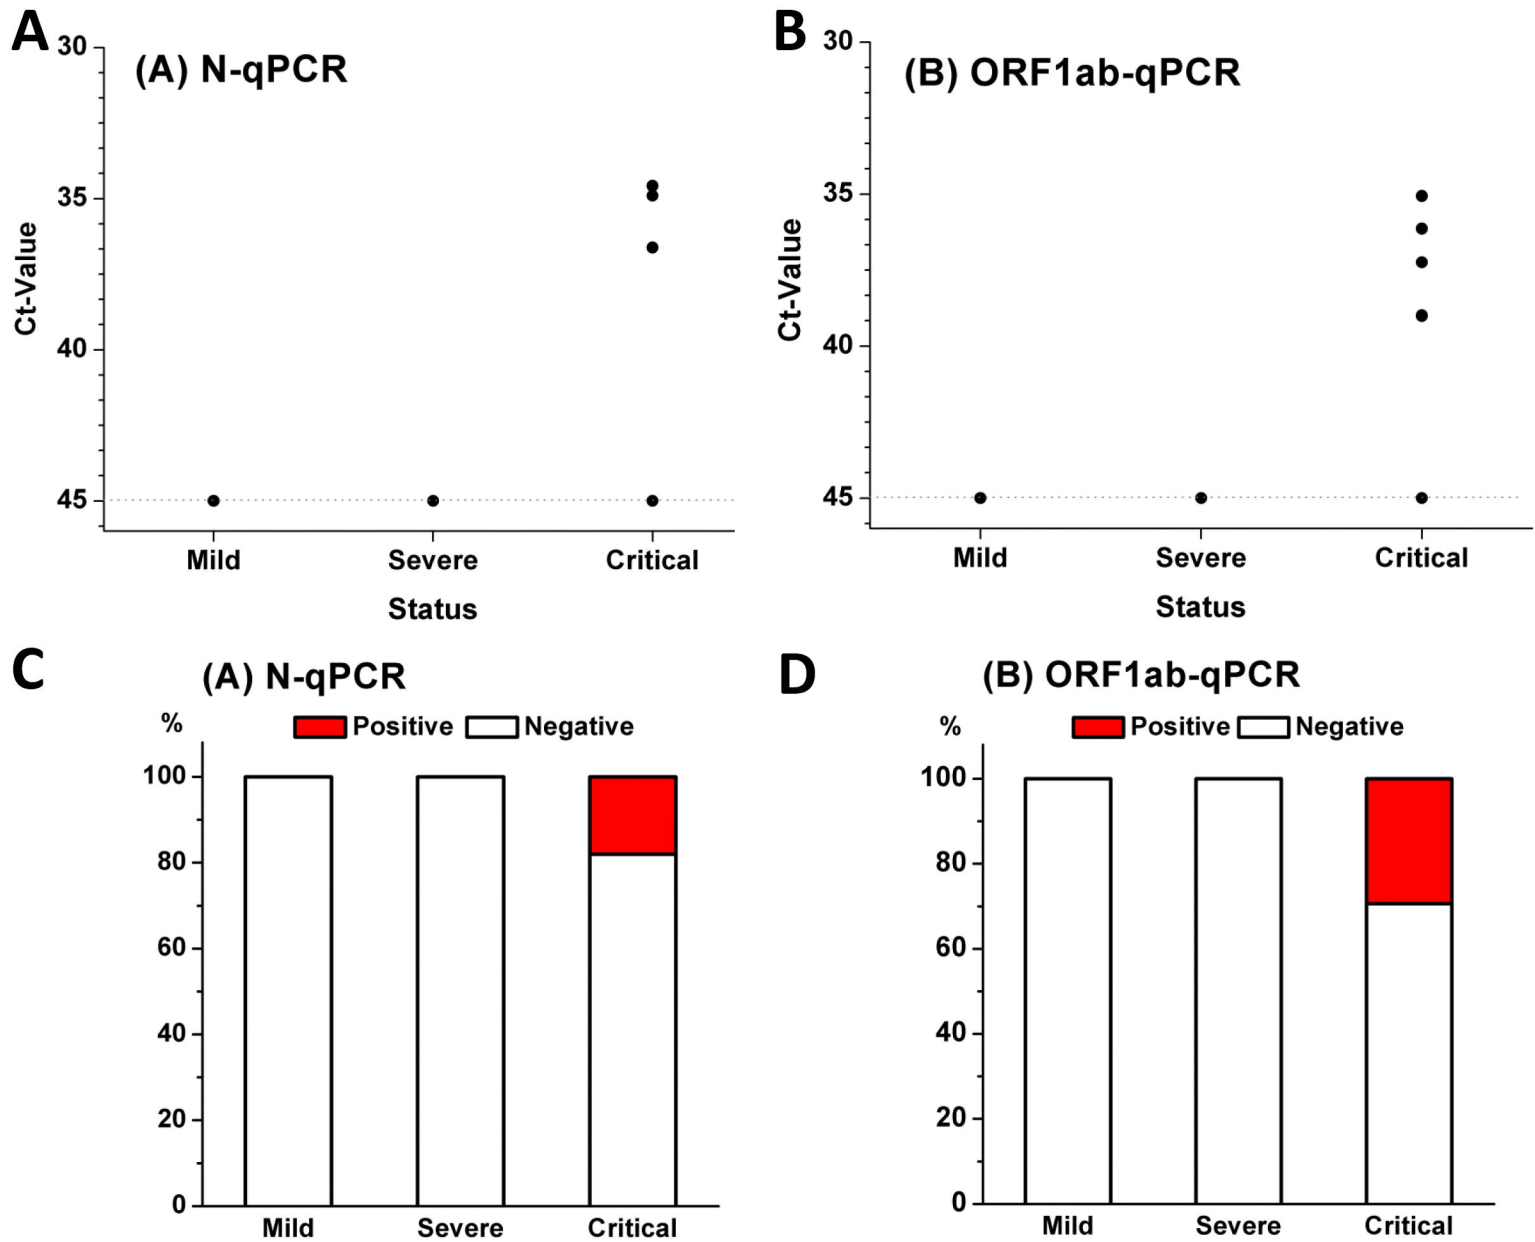 A
(A) N-qPCR
30
35
40
45
Ct-Value
Mild Severe Critical
Status
B
(B) ORF1ab-qPCR
30
35
40
45
Ct-Value
Mild Severe Critical
Status
C
(A) N-qPCR
%
Positive Negative
100
80
60
40
20
0
Mild Severe Critical
D
(B) ORF1ab-qPCR
%
Positive Negative
100
80
60
40
20
0
Mild Severe Critical